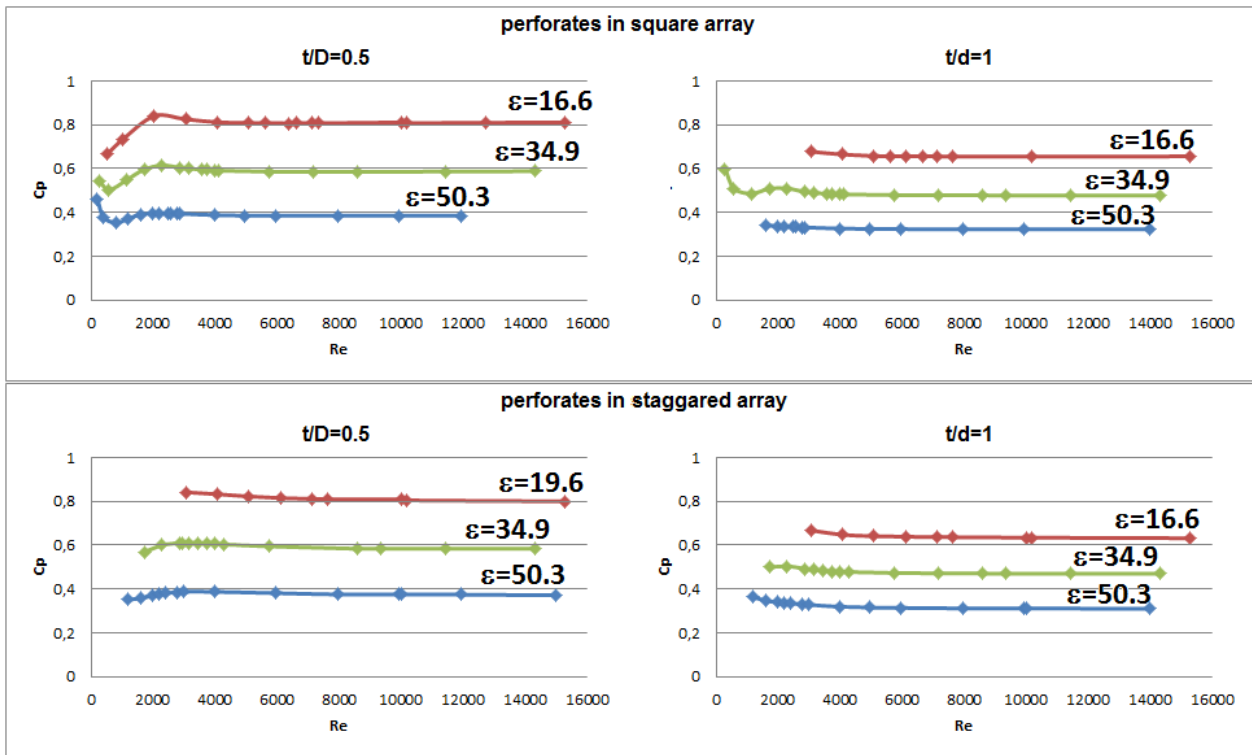 perforates in square array
t/D=0.5
t/d=1
1
0,8
0,6
0,4
0,2
0
Cp
ε=16.6
ε=34.9
ε=50.3
0 2000 4000 6000 8000 10000 12000 14000 16000
Re
1
0,8
0,6
0,4
0,2
0
ε=16.6
ε=34.9
ε=50.3
0 2000 4000 6000 8000 10000 12000 14000 16000
Re
perforates in staggared array
t/D=0.5
t/d=1
1
0,8
0,6
0,4
0,2
0
Cp
ε=19.6
ε=34.9
ε=50.3
0 2000 4000 6000 8000 10000 12000 14000 16000
Re
1
0,8
0,6
0,4
0,2
0
Cp
ε=16.6
ε=34.9
ε=50.3
0 2000 4000 6000 8000 10000 12000 14000 16000
Re